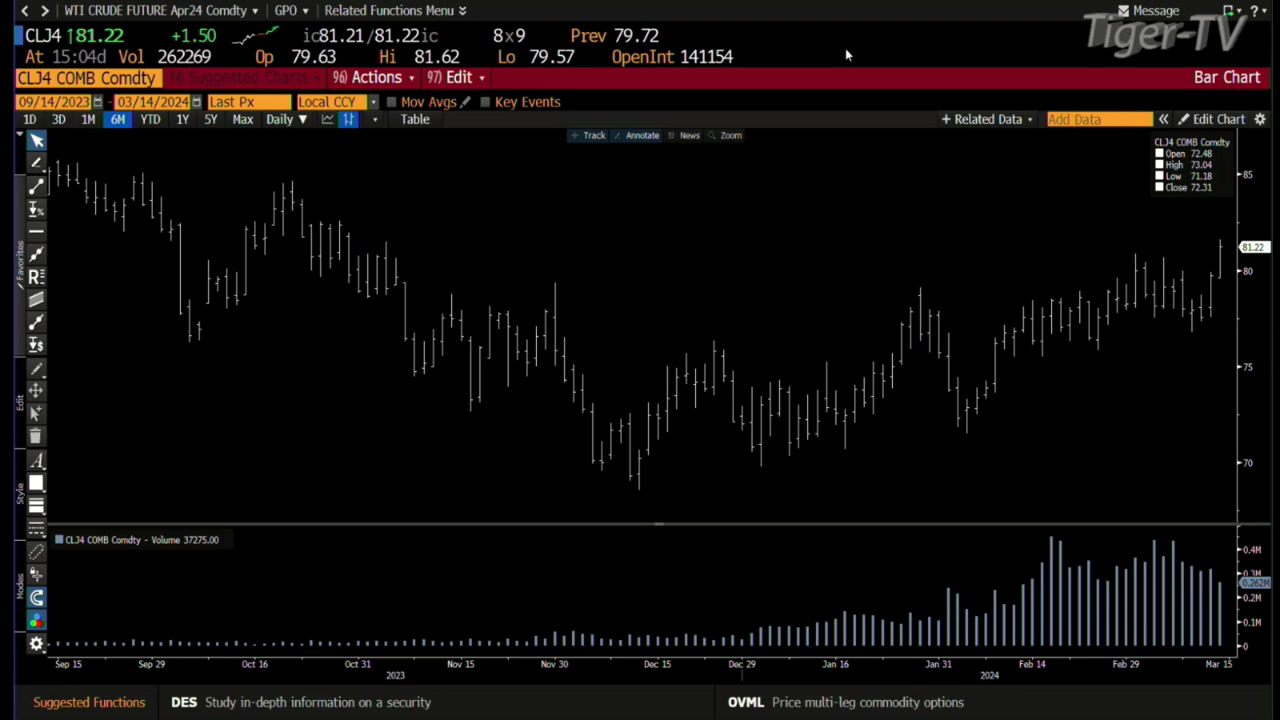 WTI CRUDE FUTURE Apr24 Comdty GPO Related Functions Menu Message ?
Tiger-TV
CLJ4 ↑81.22 +1.50 ic81.21/81.22ic 8x9 Prev 79.72
At 15:04d Vol 262269 Op 79.63 Hi 81.62 Lo 79.57 OpenInt 141154
CLJ4 COMB Comdty 94) Suggested Charts 96) Actions 97) Edit Bar Chart
09/14/2023 - 03/14/2024 Last Px Local CCY Mov Avgs Key Events
1D 3D 1M 6M YTD 1Y 5Y Max Daily ▼ Table + Related Data Add Data « Edit Chart
Track Annotate News Zoom
CLJ4 COMB Comdty
Open 72.48
High 73.04
Low 71.18
Close 72.31
85
81.22
80
75
70
Favorites
Edit
Style
Modes
CLJ4 COMB Comdty - Volume 37275.00
0.4M
0.3M
0.262M
0.2M
0.1M
0
Sep 15 Sep 29 Oct 16 Oct 31 Nov 15 Nov 30 Dec 15 Dec 29 Jan 16 Jan 31 Feb 14 Feb 29 Mar 15
2023 2024
Suggested Functions DES Study in-depth information on a security OVML Price multi-leg commodity options